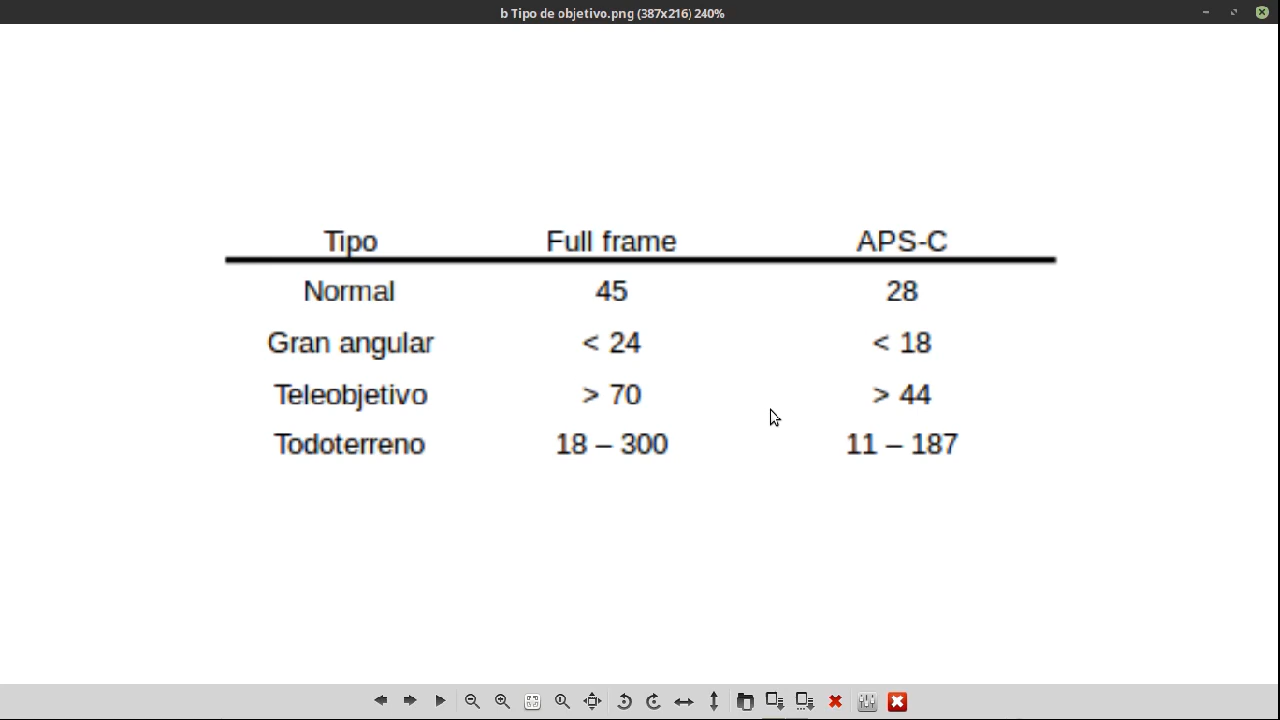 b Tipo de objetivo.png (387x216) 240%
Tipo Full frame APS-C
Normal 45 28
Gran angular < 24 < 18
Teleobjetivo > 70 > 44
Todoterreno 18 – 300 11 – 187